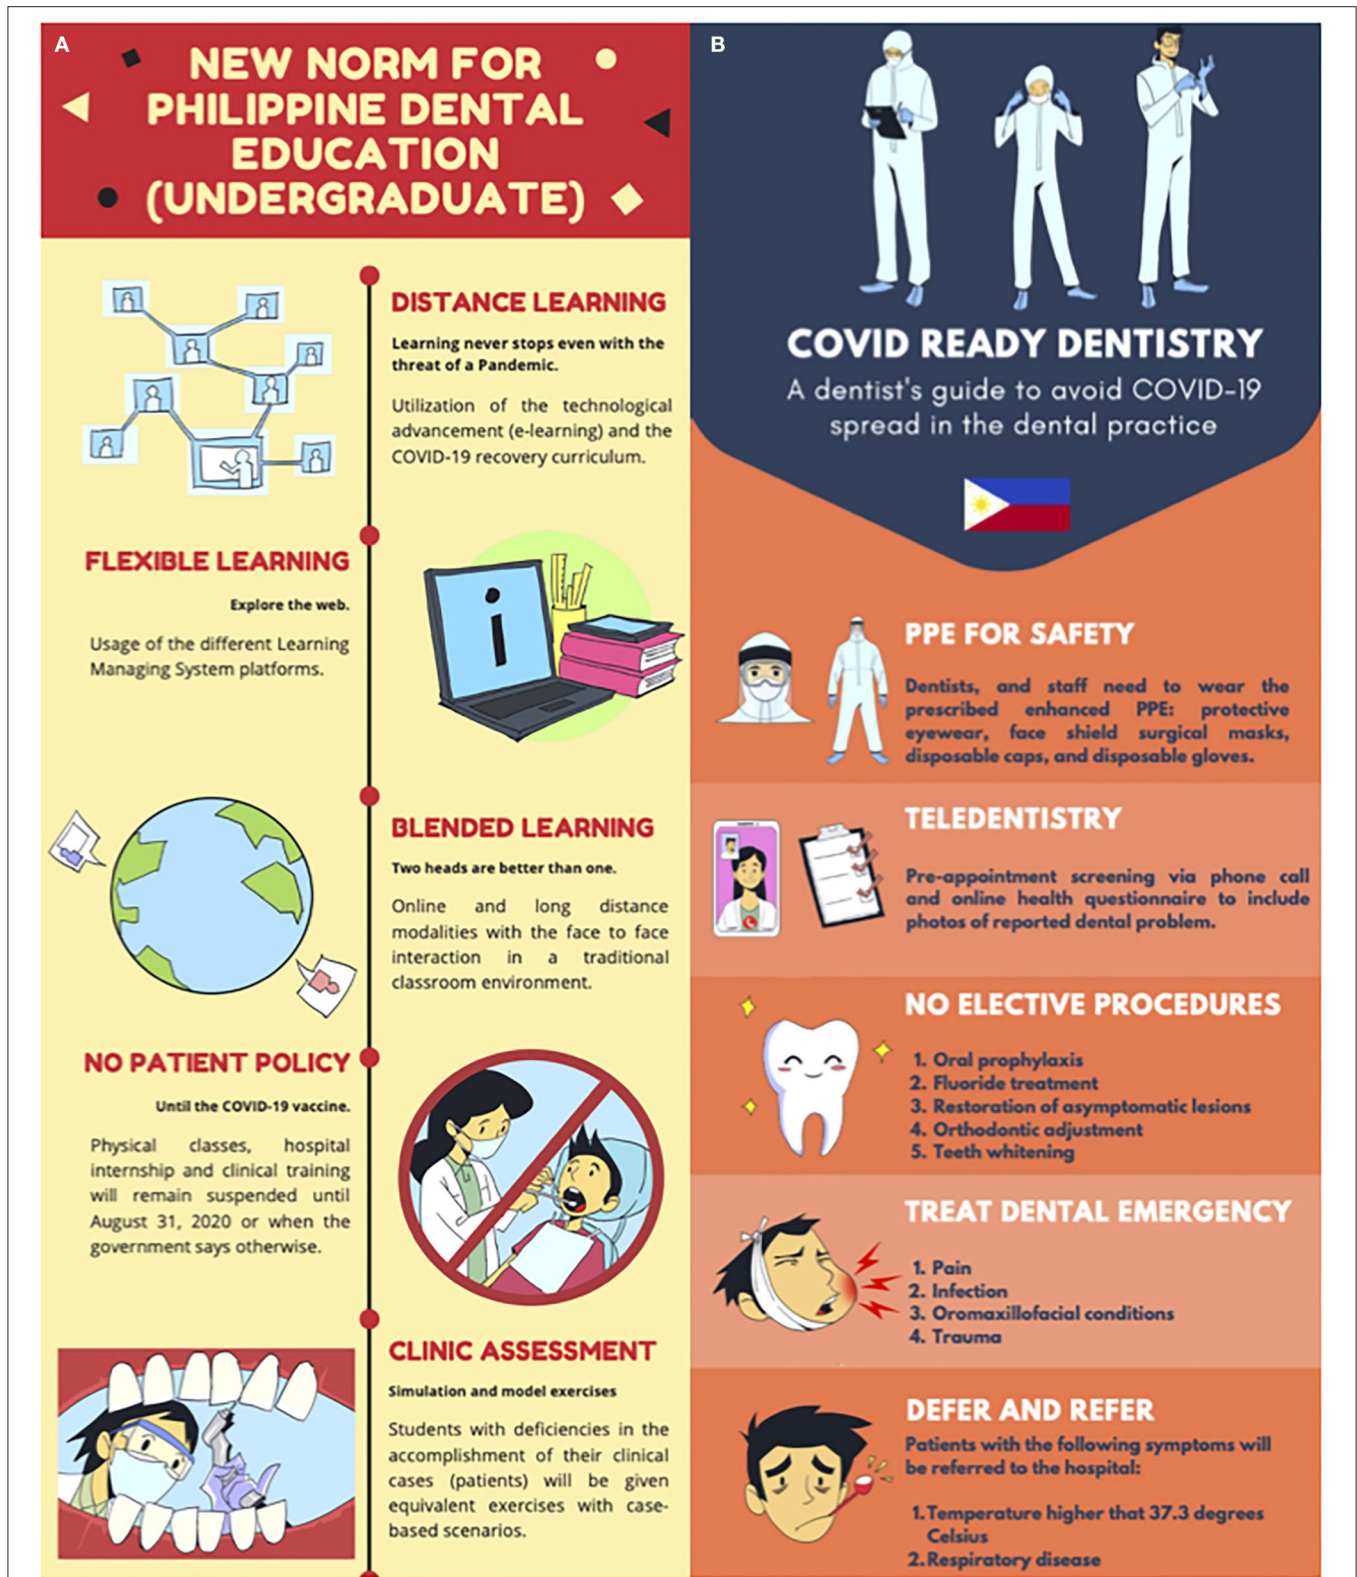 A
NEW NORM FOR
PHILIPPINE DENTAL
EDUCATION
(UNDERGRADUATE)
DISTANCE LEARNING
Learning never stops even with the
threat of a Pandemic.
Utilization of the technological
advancement (e-learning) and the
COVID-19 recovery curriculum.
FLEXIBLE LEARNING
Explore the web.
Usage of the different Learning
Managing System platforms.
i
BLENDED LEARNING
Two heads are better than one.
Online and long distance
modalities with the face to face
interaction in a traditional
classroom environment.
NO PATIENT POLICY
Until the COVID-19 vaccine.
Physical classes, hospital
internship and clinical training
will remain suspended until
August 31, 2020 or when the
government says otherwise.
CLINIC ASSESSMENT
Simulation and model exercises
Students with deficiencies in the
accomplishment of their clinical
cases (patients) will be given
equivalent exercises with case-
based scenarios.
B
COVID READY DENTISTRY
A dentist's guide to avoid COVID-19
spread in the dental practice
PPE FOR SAFETY
Dentists, and staff need to wear the
prescribed enhanced PPE: protective
eyewear, face shield surgical masks,
disposable caps, and disposable gloves.
TELEDENTISTRY
Pre-appointment screening via phone call
and online health questionnaire to include
photos of reported dental problem.
NO ELECTIVE PROCEDURES
1. Oral prophylaxis
2. Fluoride treatment
3. Restoration of asymptomatic lesions
4. Orthodontic adjustment
5. Teeth whitening
TREAT DENTAL EMERGENCY
1. Pain
2. Infection
3. Oromaxillofacial conditions
4. Trauma
DEFER AND REFER
Patients with the following symptoms will
be referred to the hospital:
1. Temperature higher that 37.3 degrees
Celsius
2. Respiratory disease